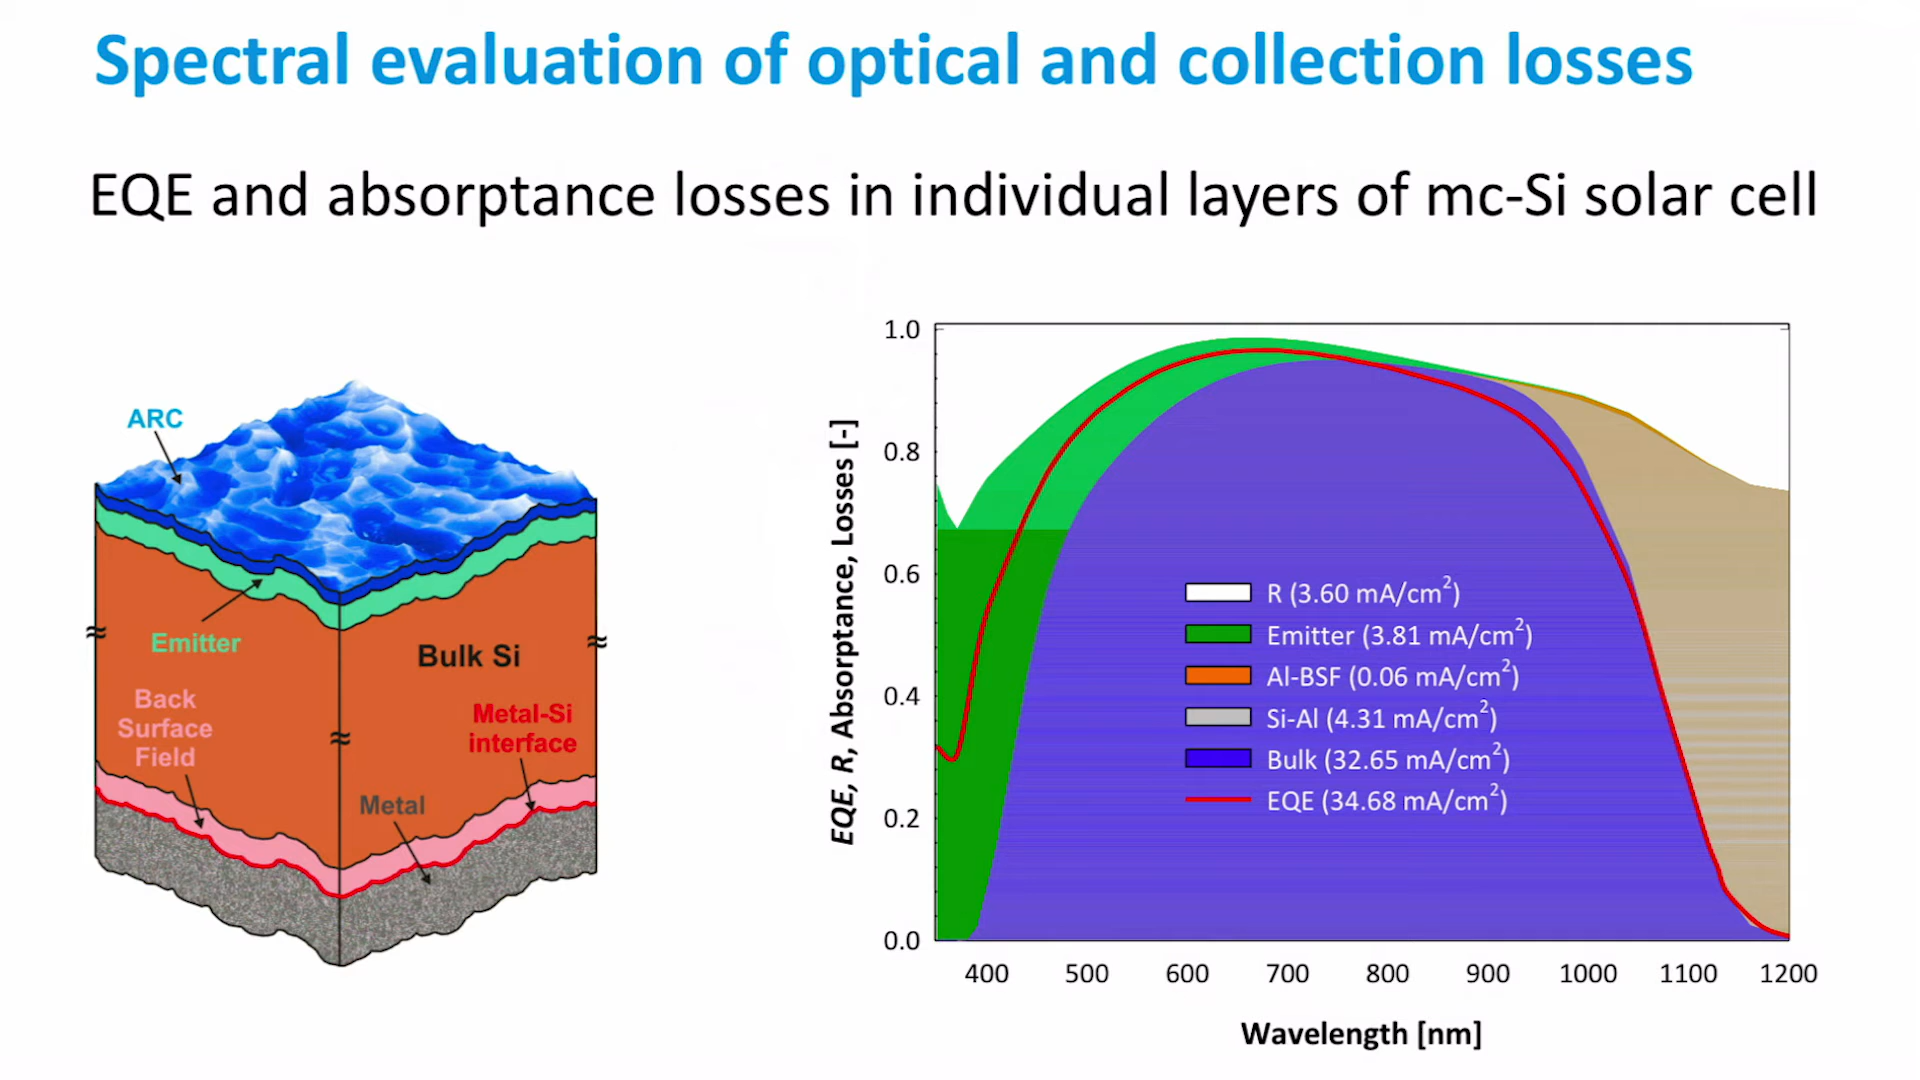 Spectral evaluation of optical and collection losses
EQE and absorptance losses in individual layers of mc-Si solar cell
ARC
Emitter
Bulk Si
Back
Surface
Field
Metal-Si
interface
Metal
≈
≈
≈
EQE, R, Absorptance, Losses [-]
1.0
0.8
0.6
0.4
0.2
0.0
R (3.60 mA/cm²)
Emitter (3.81 mA/cm²)
Al-BSF (0.06 mA/cm²)
Si-Al (4.31 mA/cm²)
Bulk (32.65 mA/cm²)
EQE (34.68 mA/cm²)
400 500 600 700 800 900 1000 1100 1200
Wavelength [nm]